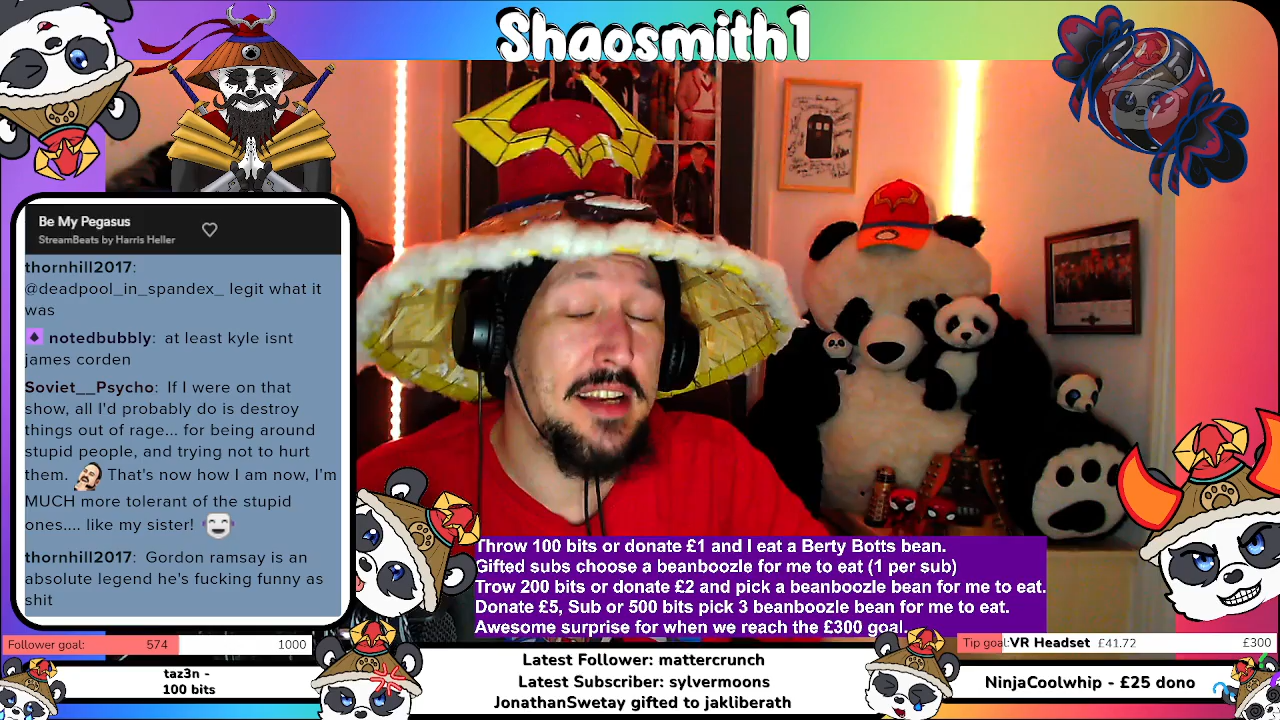 Shaosmith1
Be My Pegasus
StreamBeats by Harris Heller
thornhill2017:
@deadpool_in_spandex_ legit what it
was
notedbubbly: at least kyle isnt
james corden
Soviet__Psycho: If I were on that
show, all I'd probably do is destroy
things out of rage... for being around
stupid people, and trying not to hurt
them. That's now how I am now, I'm
MUCH more tolerant of the stupid
ones.... like my sister!
thornhill2017: Gordon ramsay is an
absolute legend he's fucking funny as
shit
Throw 100 bits or donate £1 and I eat a Berty Botts bean.
Gifted subs choose a beanboozle for me to eat (1 per sub)
Trow 200 bits or donate £2 and pick a beanboozle bean for me to eat.
Donate £5, Sub or 500 bits pick 3 beanboozle bean for me to eat.
Awesome surprise for when we reach the £300 goal.
Follower goal: 574 1000
Tip goal: VR Headset £41.72 £300
taz3n -
100 bits
Latest Follower: mattercrunch
Latest Subscriber: sylvermoons
JonathanSwetay gifted to jakliberath
NinjaCoolwhip - £25 dono